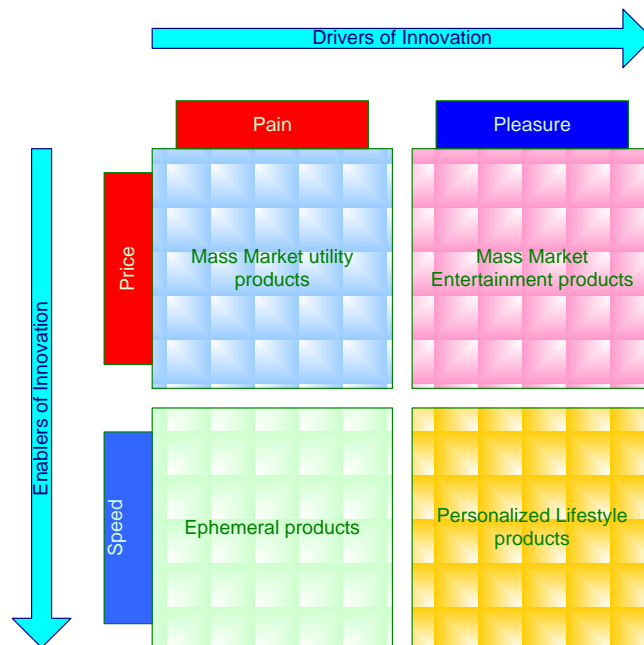 Drivers of Innovation
Pain
Pleasure
Enablers of Innovation
Price
Mass Market utility
products
Mass Market
Entertainment products
Speed
Ephemeral products
Personalized Lifestyle
products